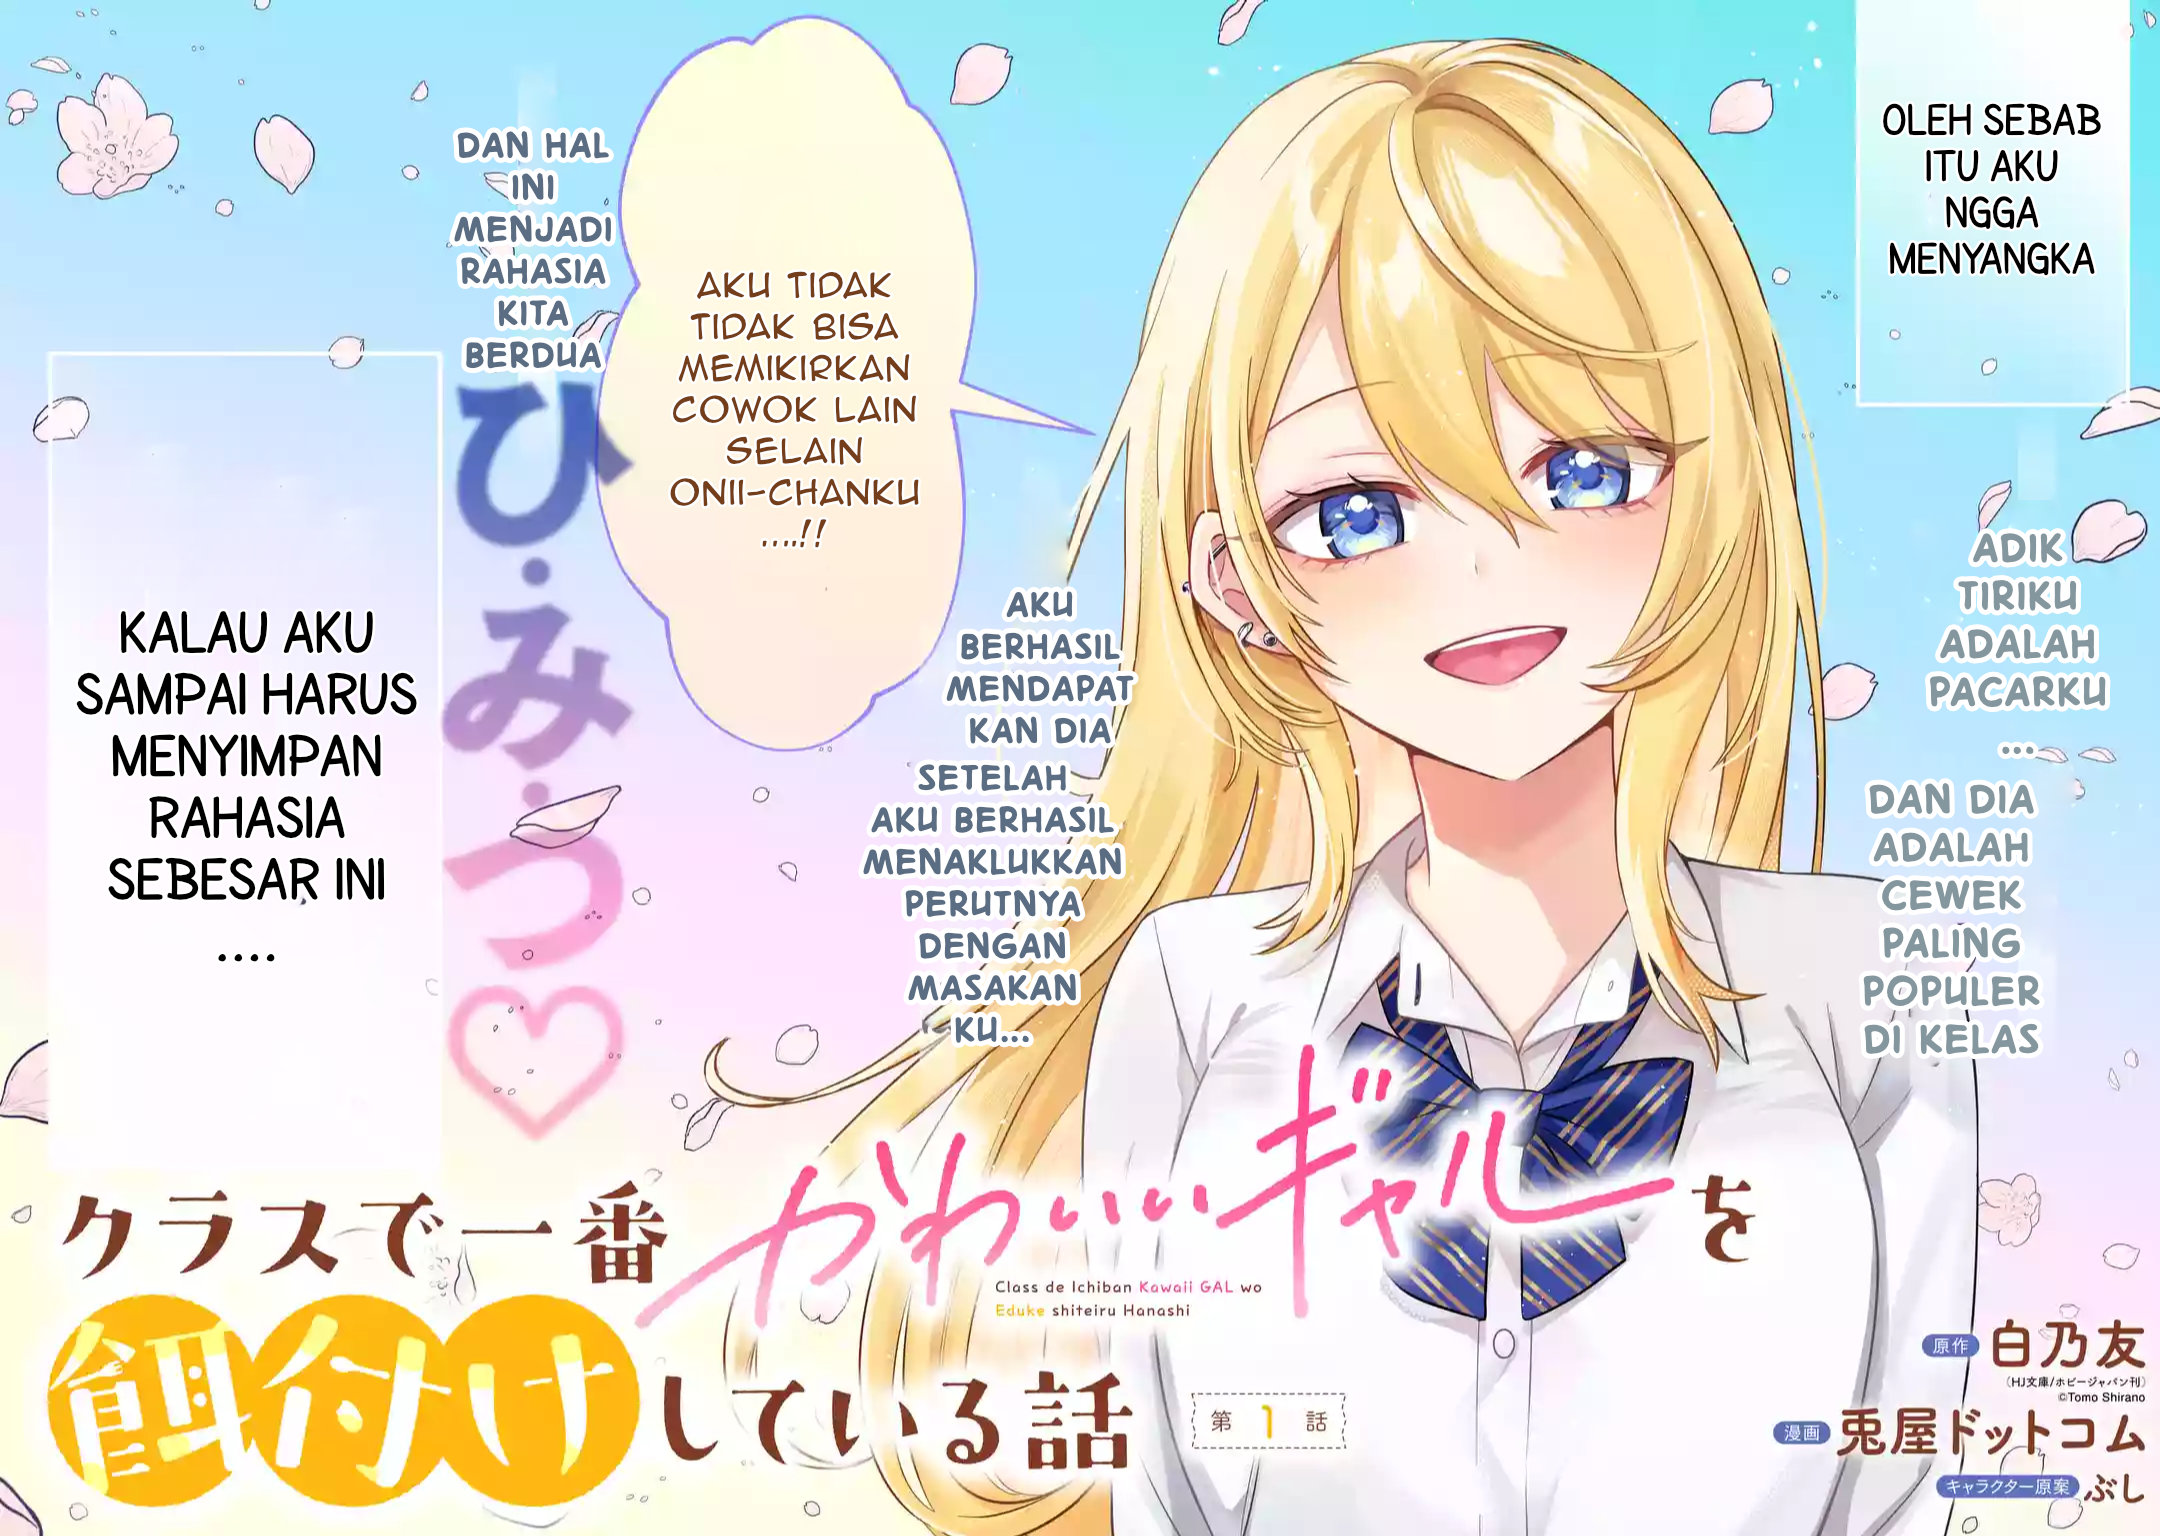 OLEH SEBAB
ITU AKU
NGGA
MENYANGKA
ADIK
TIRIKU
ADALAH
PACARKU
...
DAN DIA
ADALAH
CEWEK
PALING
POPULER
DI KELAS
AKU
BERHASIL
MENDAPAT
KAN DIA
SETELAH
AKU BERHASIL
MENAKLUKKAN
PERUTNYA
DENGAN
MASAKAN
KU...
AKU TIDAK
TIDAK BISA
MEMIKIRKAN
COWOK LAIN
SELAIN
ONII-CHANKU
....!!
DAN HAL
INI
MENJADI
RAHASIA
KITA
BERDUA
ひ・み・つ♡
KALAU AKU
SAMPAI HARUS
MENYIMPAN
RAHASIA
SEBESAR INI
....
クラスで一番かわいいギャルを
Class de Ichiban Kawaii GAL wo
Eduke shiteiru Hanashi
餌付けしている話
第1話
原作 白乃友
(HJ文庫/ホビージャパン刊)
©Tomo Shirano
漫画 兎屋ドットコム
キャラクター原案 ぶし